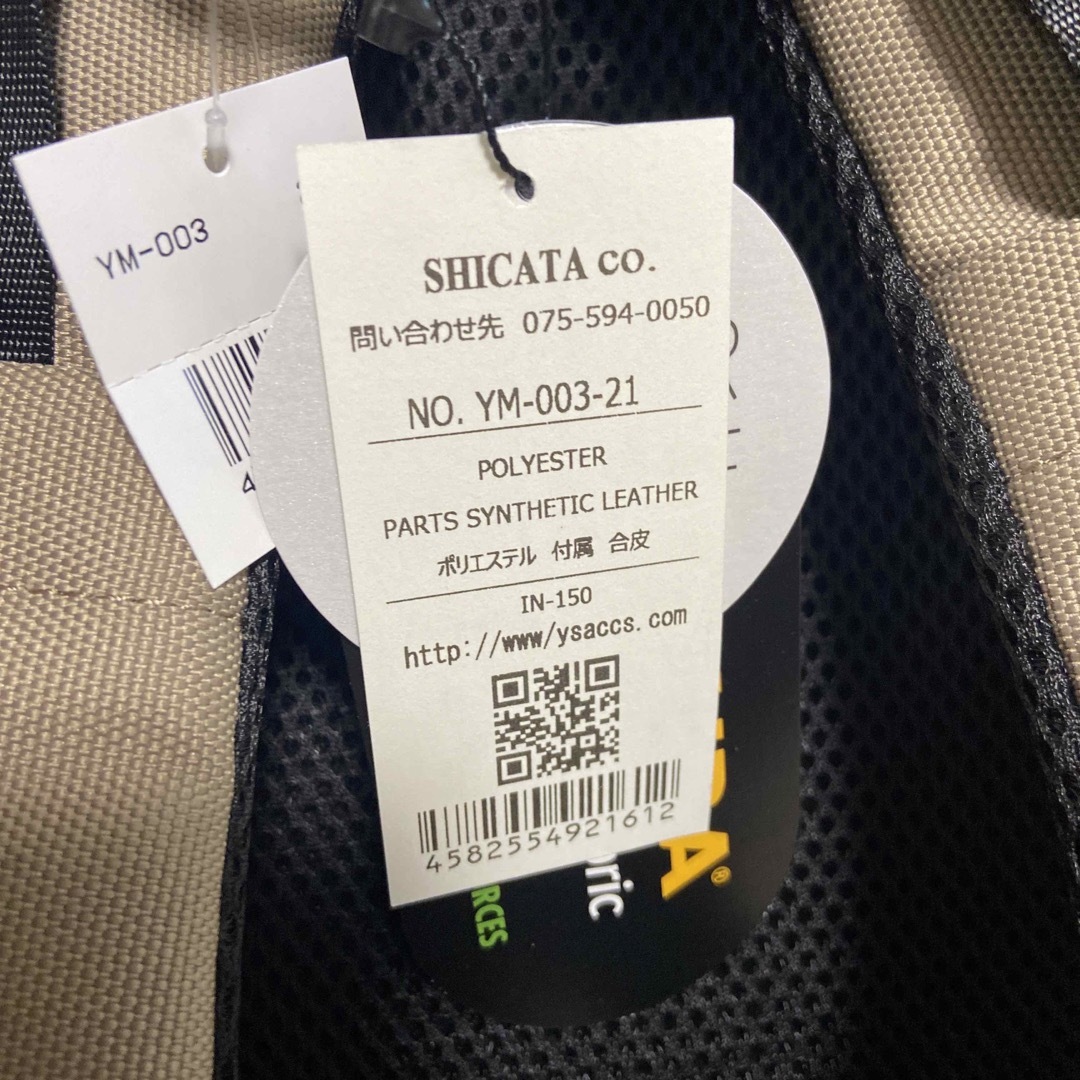 YM-003
4
SHICATA CO.
問い合わせ先 075-594-0050
NO. YM-003-21
POLYESTER
PARTS SYNTHETIC LEATHER
ポリエステル 付属 合皮
IN-150
http://www/ysaccs.com
4582554921612